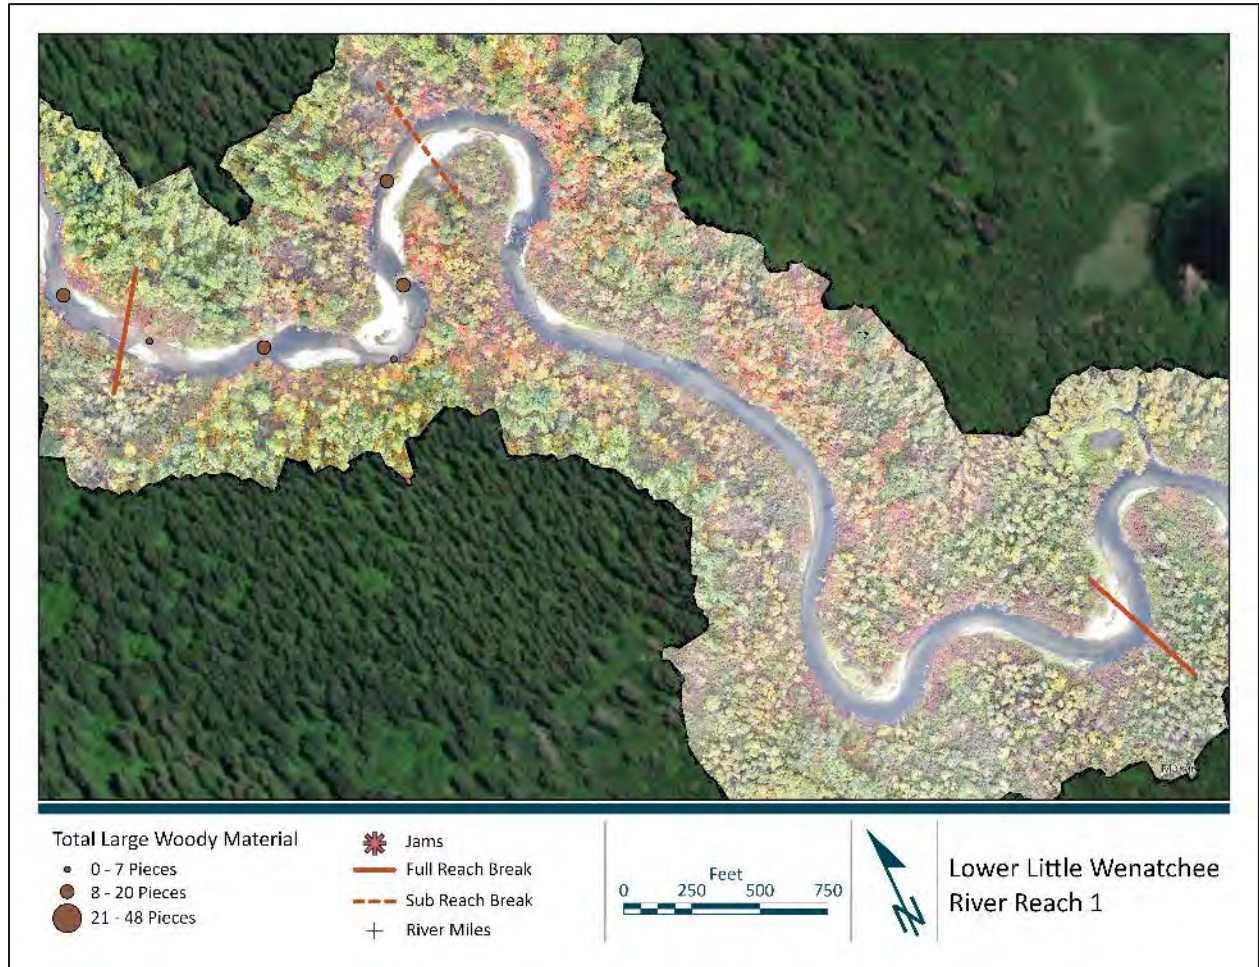 Maxar
Total Large Woody Material
0 - 7 Pieces
8 - 20 Pieces
21 - 48 Pieces
Jams
Full Reach Break
Sub Reach Break
River Miles
Feet
0 250 500 750
Lower Little Wenatchee
River Reach 1